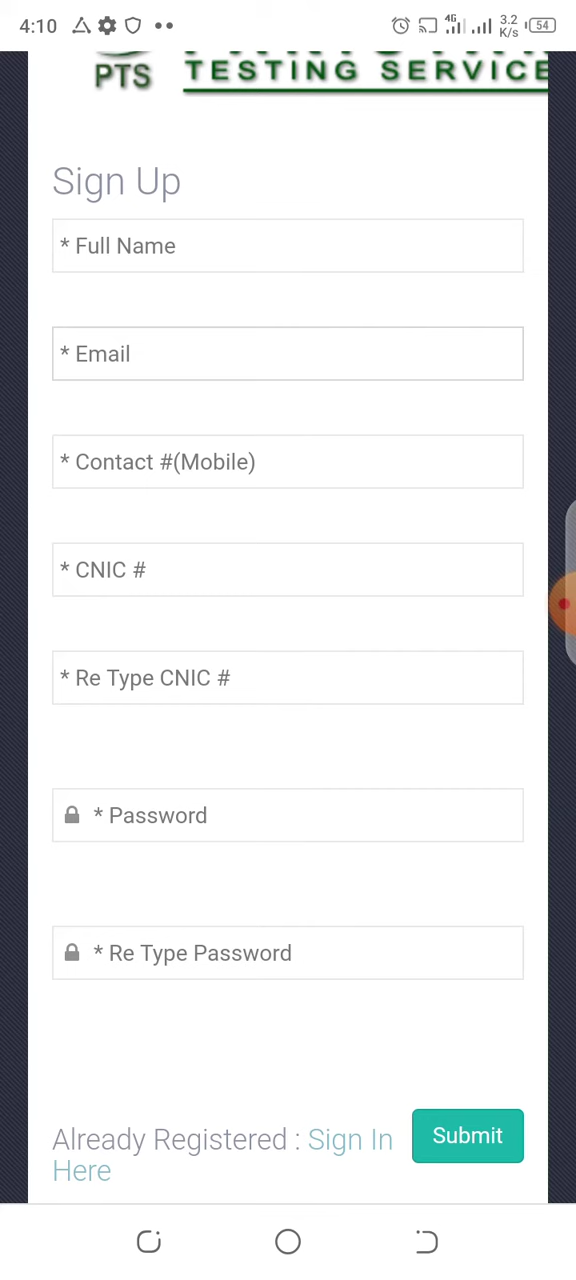 4:10
4G
3.2
K/s
54
PTS
TESTING SERVICE
Sign Up
* Full Name
* Email
* Contact #(Mobile)
* CNIC #
* Re Type CNIC #
* Password
* Re Type Password
Already Registered : Sign In
Here
Submit